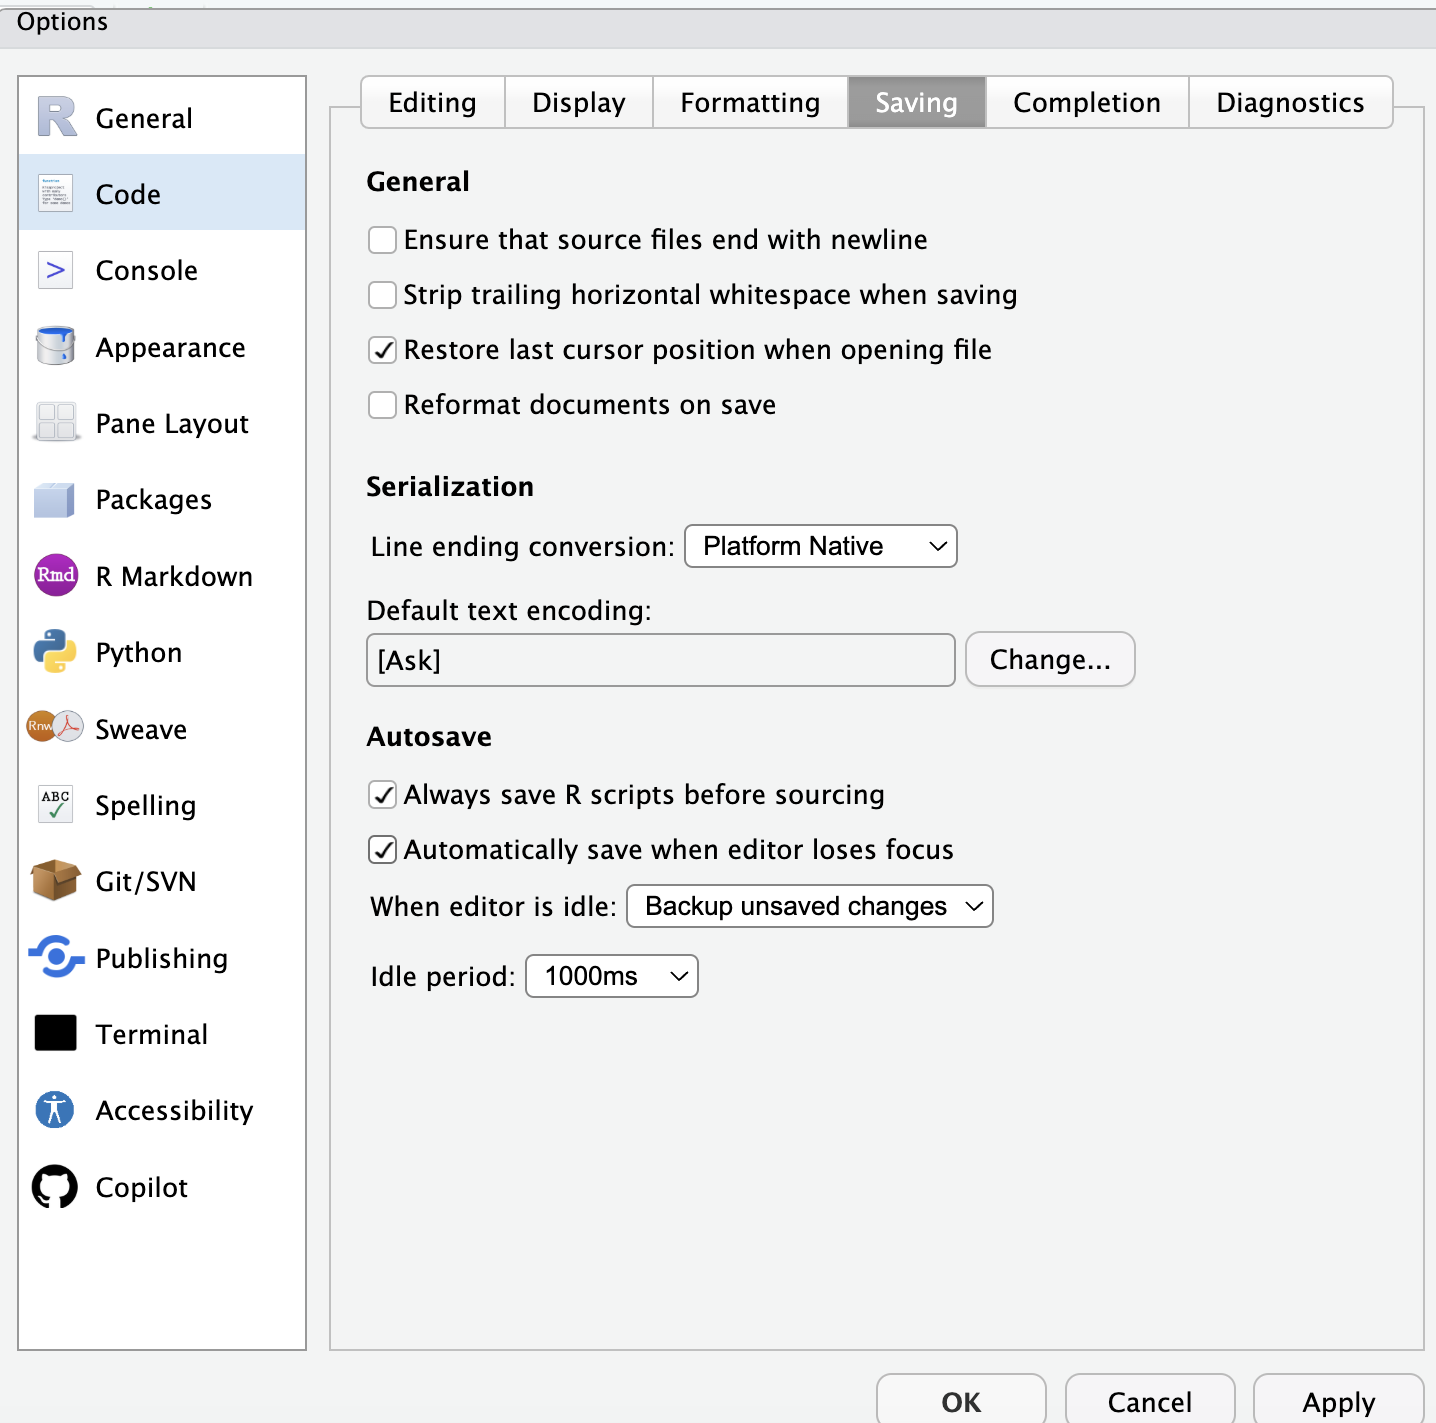 Options
General
Code
Console
Appearance
Pane Layout
Packages
Rmd R Markdown
Python
Rnw Sweave
ABC Spelling
Git/SVN
Publishing
Terminal
Accessibility
Copilot
Editing Display Formatting Saving Completion Diagnostics
General
Ensure that source files end with newline
Strip trailing horizontal whitespace when saving
Restore last cursor position when opening file
Reformat documents on save
Serialization
Line ending conversion: Platform Native
Default text encoding:
[Ask] Change...
Autosave
Always save R scripts before sourcing
Automatically save when editor loses focus
When editor is idle: Backup unsaved changes
Idle period: 1000ms
OK Cancel Apply